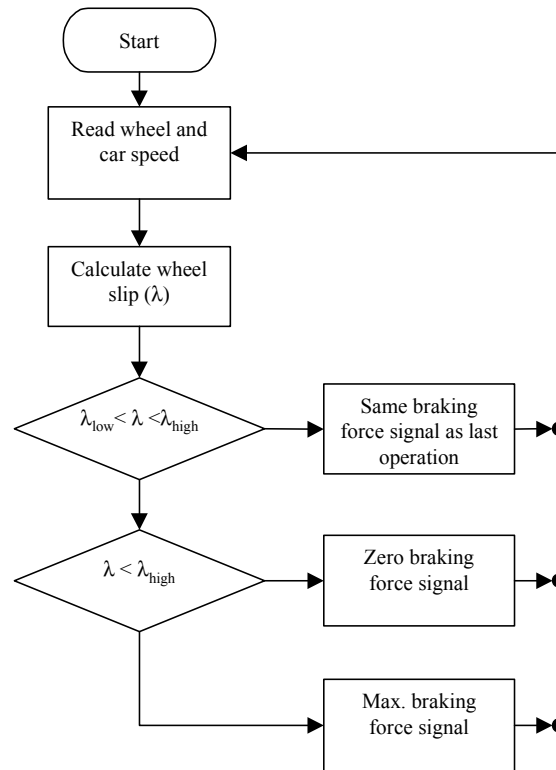 Start
Read wheel and
car speed
Calculate wheel
slip (λ)
λlow< λ <λhigh
Same braking
force signal as last
operation
λ < λhigh
Zero braking
force signal
Max. braking
force signal